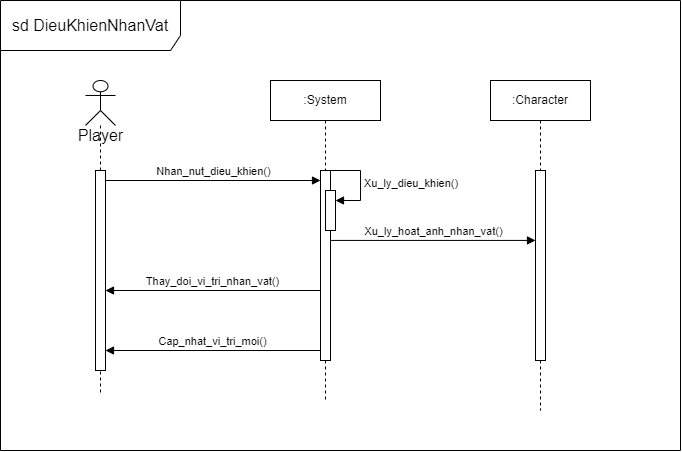 sd DieuKhienNhanVat
:System
:Character
Player
Nhan_nut_dieu_khien()
Xu_ly_dieu_khien()
Xu_ly_hoat_anh_nhan_vat()
Thay_doi_vi_tri_nhan_vat()
Cap_nhat_vi_tri_moi()